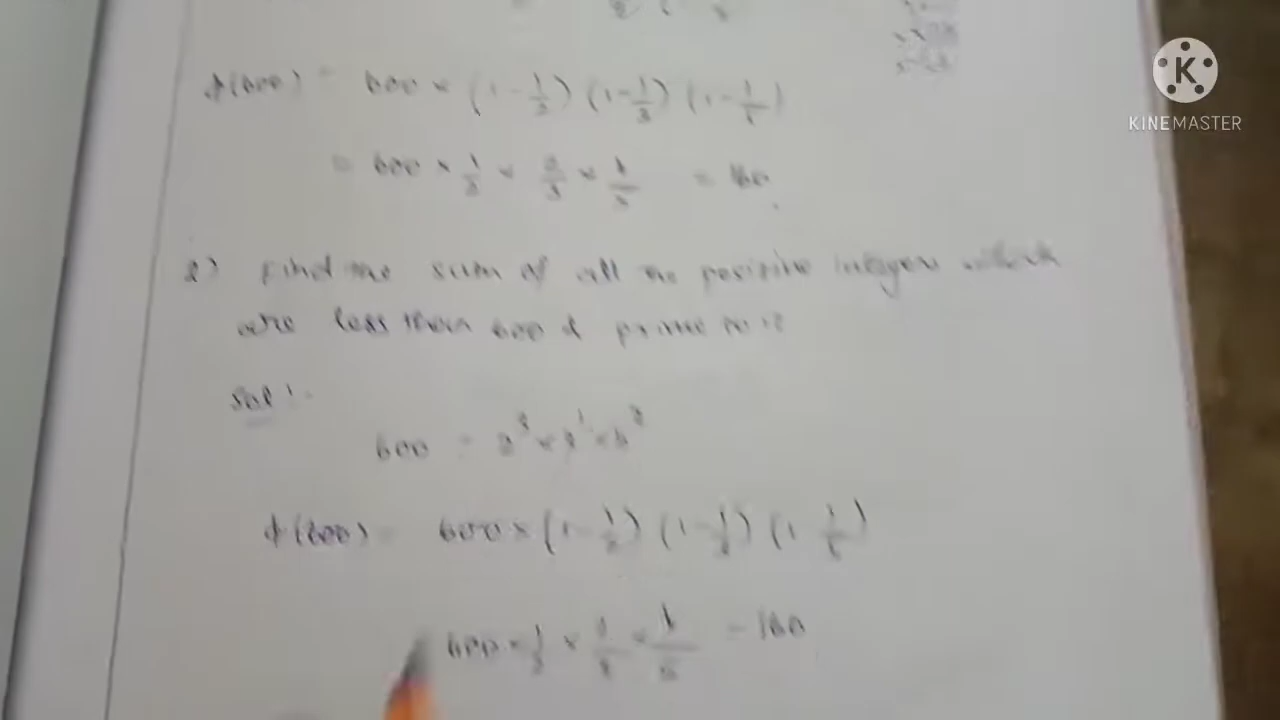 KINEMASTER
ϕ(600) = 600 × (1 - 1/2) (1 - 1/3) (1 - 1/5)
= 600 × 1/2 × 2/3 × 4/5 = 160
2) Find the sum of all the positive integers which
are less than 600 & prime to it
Sol:-
600 = 2³ × 3¹ × 5²
ϕ(600) = 600 × (1 - 1/2) (1 - 1/3) (1 - 1/5)
600 × 1/2 × 2/3 × 4/5 = 160